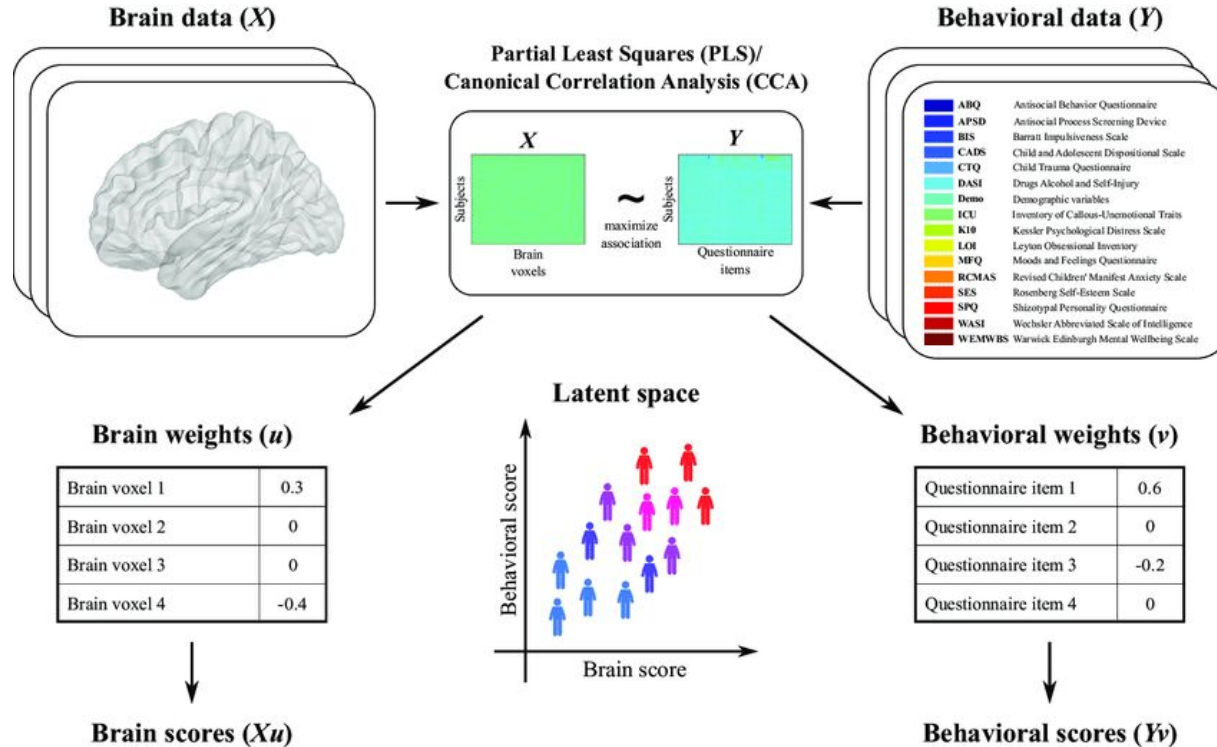 Brain data (X)
Behavioral data (Y)
Partial Least Squares (PLS)/
Canonical Correlation Analysis (CCA)
X
Y
Subjects
~
Subjects
maximize
association
Brain
voxels
Questionnaire
items
ABQ Antisocial Behavior Questionnaire
APSD Antisocial Process Screening Device
BIS Barratt Impulsiveness Scale
CADS Child and Adolescent Dispositional Scale
CTQ Child Trauma Questionnaire
DASI Drugs Alcohol and Self-Injury
Demo Demographic variables
ICU Inventory of Callous-Unemotional Traits
K10 Kessler Psychological Distress Scale
LOI Leyton Obsessional Inventory
MFQ Moods and Feelings Questionnaire
RCMAS Revised Children' Manifest Anxiety Scale
SES Rosenberg Self-Esteem Scale
SPQ Shizotypal Personality Questionnaire
WASI Wechsler Abbreviated Scale of Intelligence
WEMWBS Warwick Edinburgh Mental Wellbeing Scale
Brain weights (u)
Brain voxel 1 0.3
Brain voxel 2 0
Brain voxel 3 0
Brain voxel 4 -0.4
Brain scores (Xu)
Latent space
Behavioral score
Brain score
Behavioral weights (v)
Questionnaire item 1 0.6
Questionnaire item 2 0
Questionnaire item 3 -0.2
Questionnaire item 4 0
Behavioral scores (Yv)